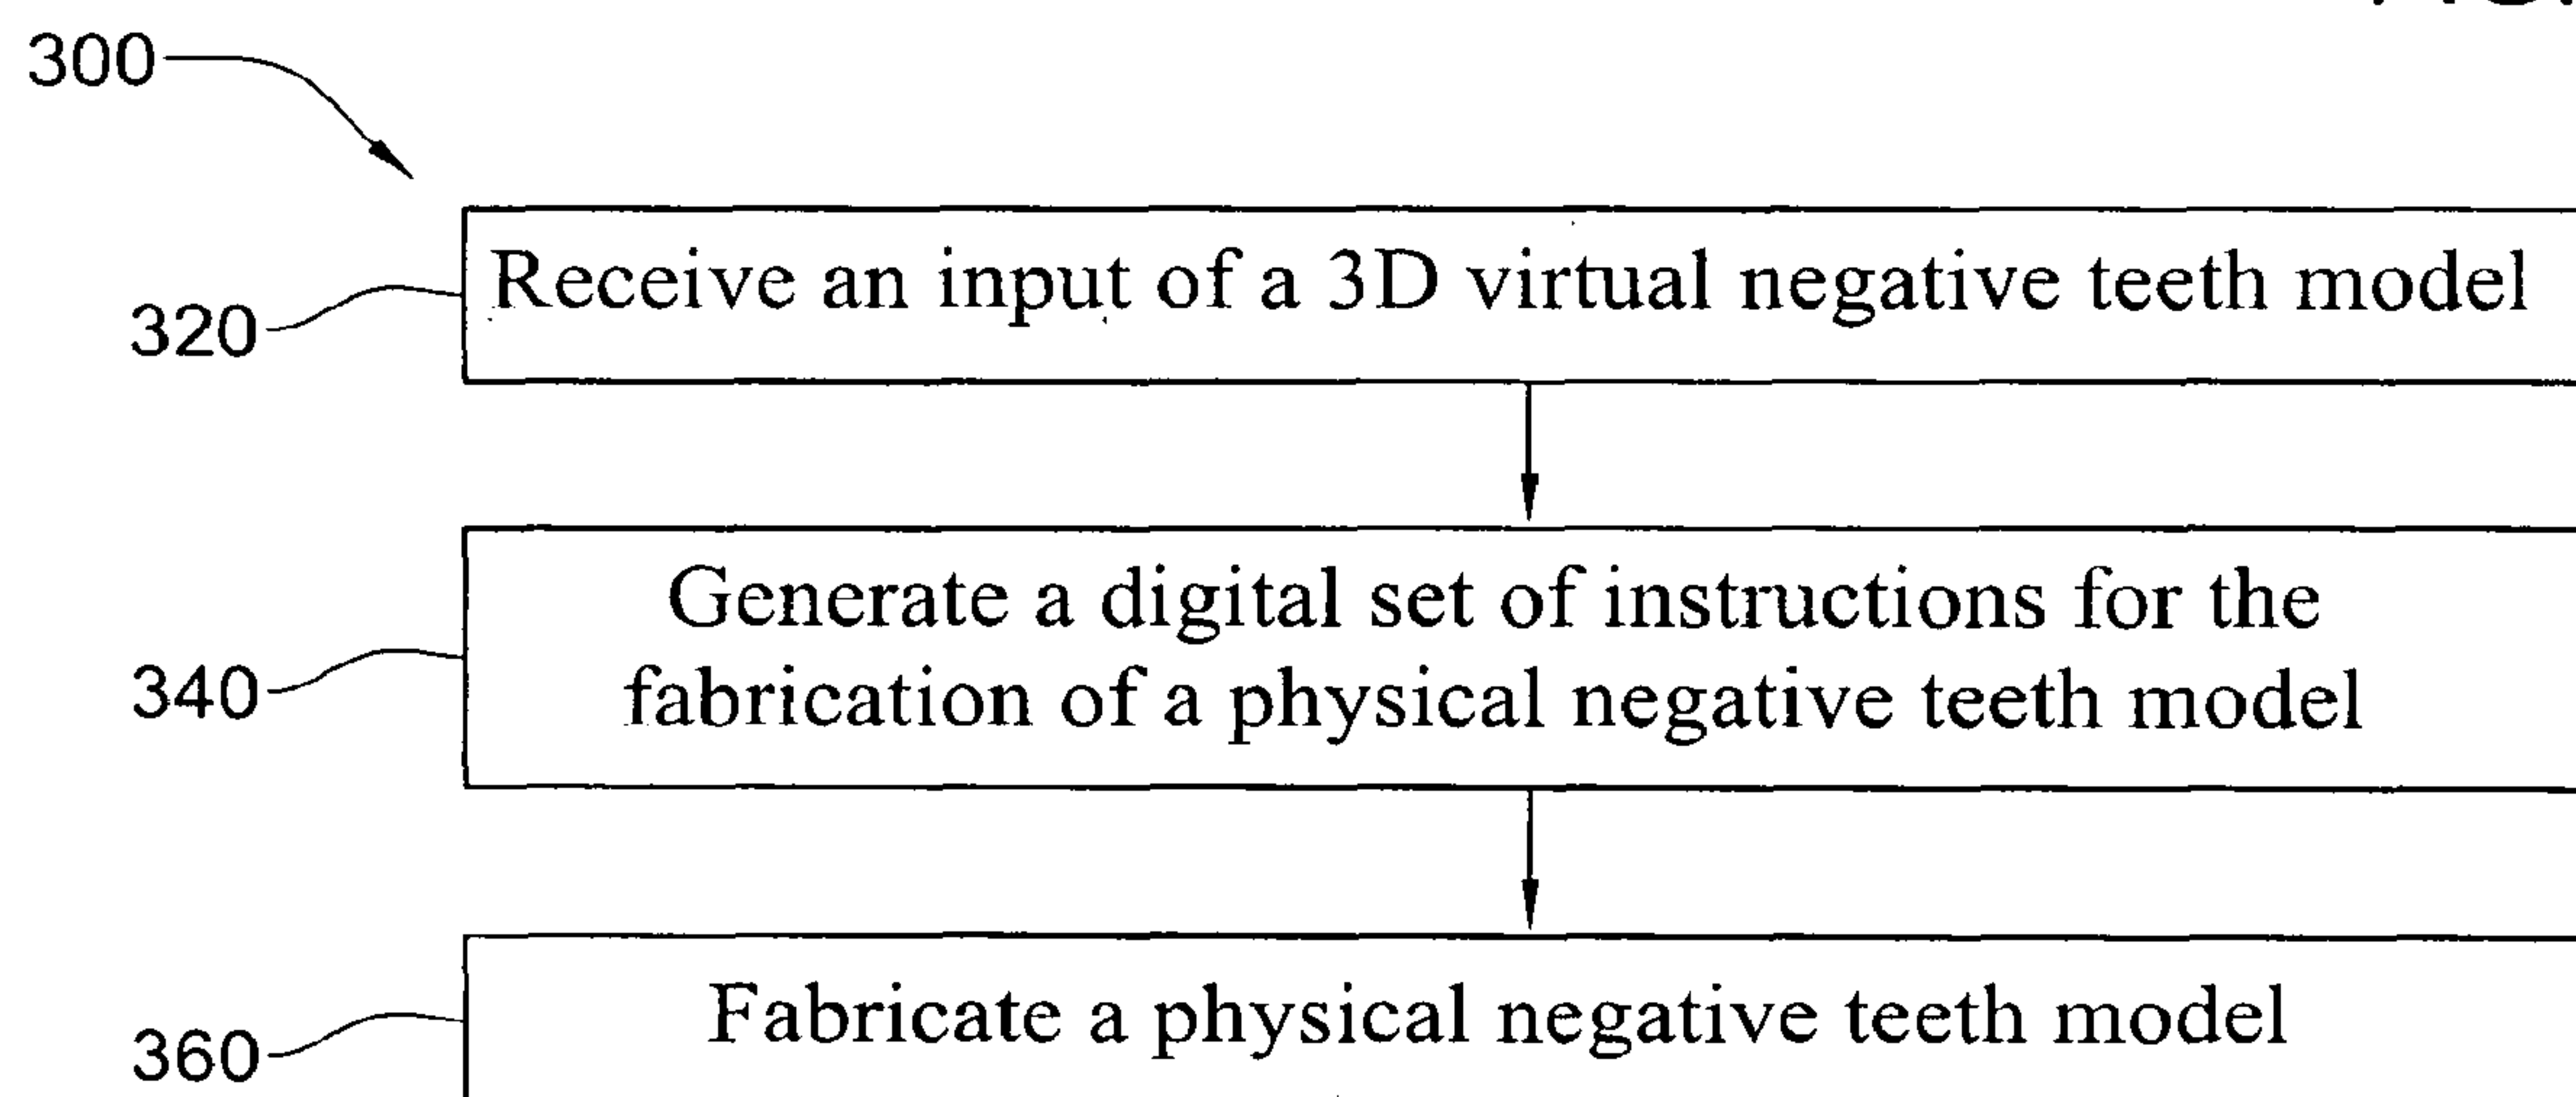 300
320
Receive an input of a 3D virtual negative teeth model
340
Generate a digital set of instructions for the
fabrication of a physical negative teeth model
360
Fabricate a physical negative teeth model